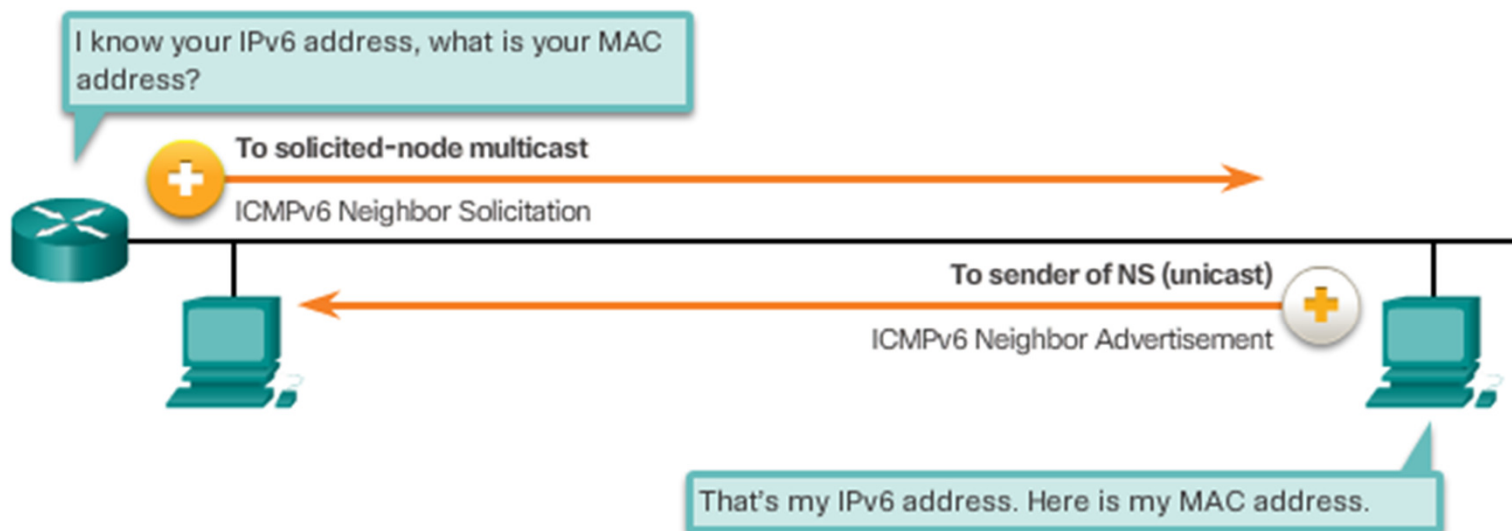 I know your IPv6 address, what is your MAC
address?
To solicited-node multicast
ICMPv6 Neighbor Solicitation
To sender of NS (unicast)
ICMPv6 Neighbor Advertisement
That's my IPv6 address. Here is my MAC address.